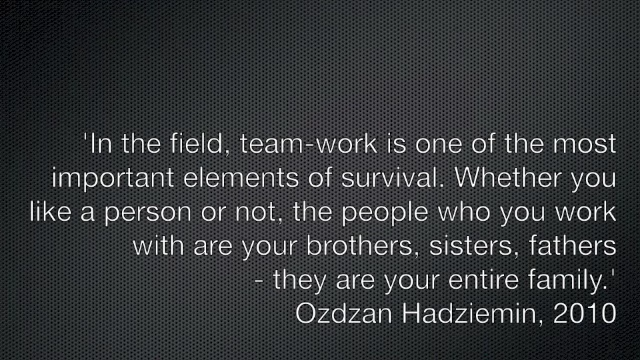 'In the field, team-work is one of the most
important elements of survival. Whether you
like a person or not, the people who you work
with are your brothers, sisters, fathers
- they are your entire family.'
Ozdzan Hadziemin, 2010